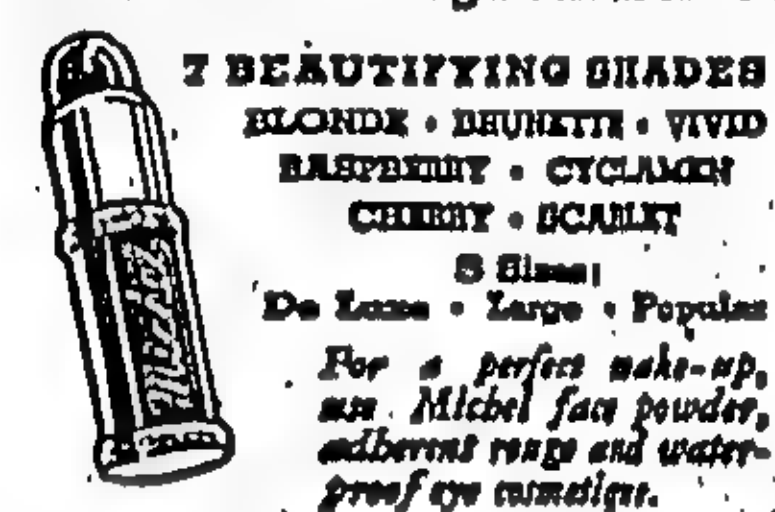 7 BEAUTIFYING SHADES
BLONDE • BRUNETTE • VIVID
RASPBERRY • CYCLAMEN
CHERRY • SCARLET
3 Sizes:
De Luxe • Large • Popular
For a perfect make-up,
use Michel face powder,
adherent rouge and water-
proof eye cosmetique.
Michel